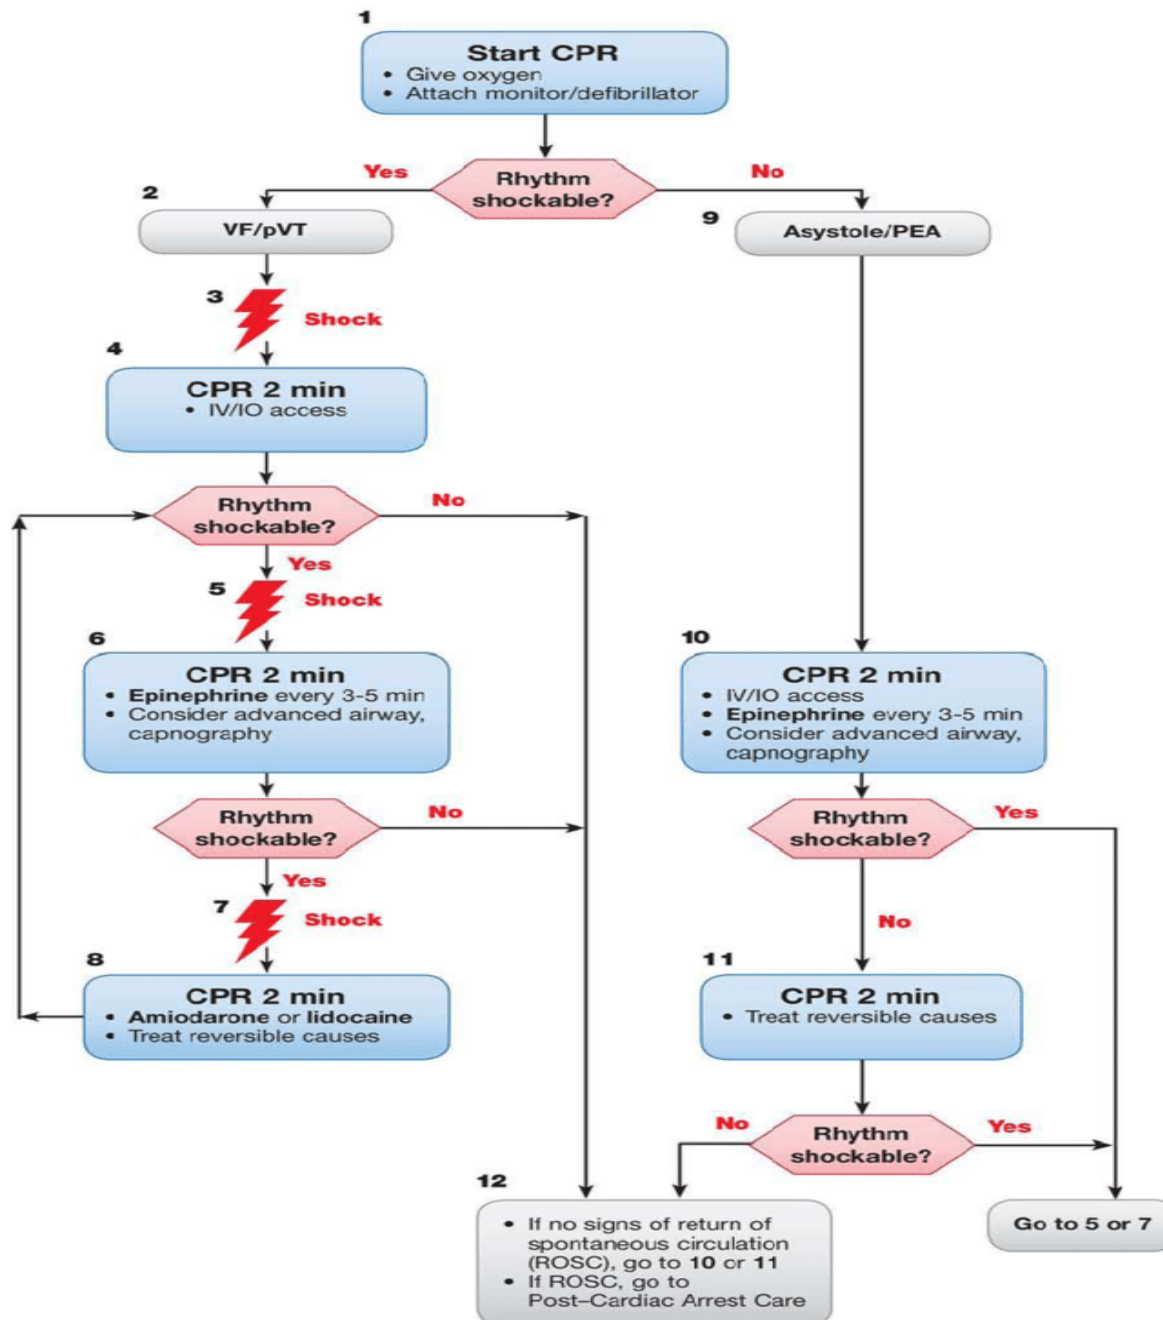 1
Start CPR
• Give oxygen
• Attach monitor/defibrillator
Rhythm
shockable?
Yes
No
2
VF/pVT
3
Shock
4
CPR 2 min
• IV/IO access
Rhythm
shockable?
No
Yes
5
Shock
6
CPR 2 min
• Epinephrine every 3-5 min
• Consider advanced airway,
capnography
Rhythm
shockable?
No
Yes
7
Shock
8
CPR 2 min
• Amiodarone or lidocaine
• Treat reversible causes
9
Asystole/PEA
10
CPR 2 min
• IV/IO access
• Epinephrine every 3-5 min
• Consider advanced airway,
capnography
Rhythm
shockable?
Yes
No
11
CPR 2 min
• Treat reversible causes
Rhythm
shockable?
No
Yes
12
• If no signs of return of
spontaneous circulation
(ROSC), go to 10 or 11
• If ROSC, go to
Post–Cardiac Arrest Care
Go to 5 or 7